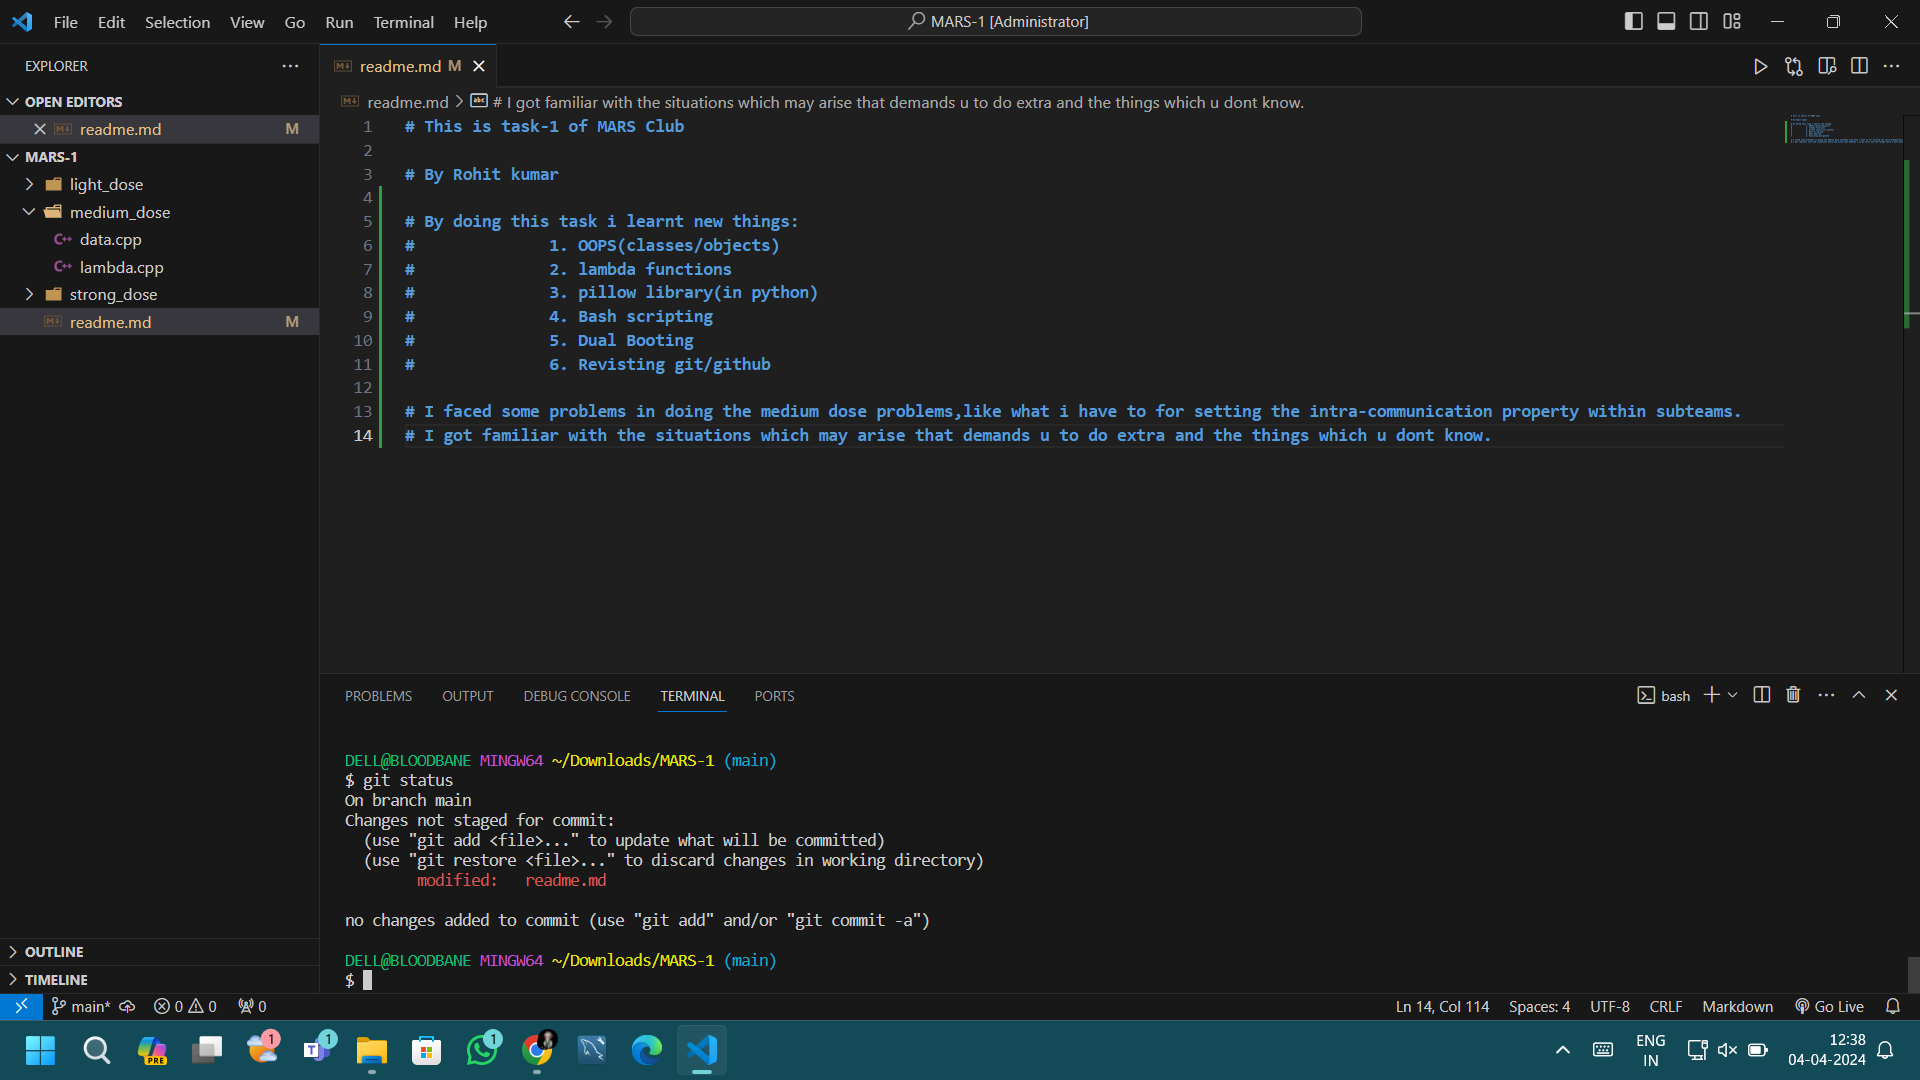 File Edit Selection View Go Run Terminal Help
MARS-1 [Administrator]
EXPLORER
OPEN EDITORS
readme.md M
MARS-1
light_dose
medium_dose
data.cpp
lambda.cpp
strong_dose
readme.md M
OUTLINE
TIMELINE
readme.md M
readme.md > # I got familiar with the situations which may arise that demands u to do extra and the things which u dont know.
1 # This is task-1 of MARS Club
2
3 # By Rohit kumar
4
5 # By doing this task i learnt new things:
6 # 1. OOPS(classes/objects)
7 # 2. lambda functions
8 # 3. pillow library(in python)
9 # 4. Bash scripting
10 # 5. Dual Booting
11 # 6. Revisting git/github
12
13 # I faced some problems in doing the medium dose problems,like what i have to for setting the intra-communication property within subteams.
14 # I got familiar with the situations which may arise that demands u to do extra and the things which u dont know.
PROBLEMS OUTPUT DEBUG CONSOLE TERMINAL PORTS
bash
DELL@BLOODBANE MINGW64 ~/Downloads/MARS-1 (main)
$ git status
On branch main
Changes not staged for commit:
(use "git add <file>..." to update what will be committed)
(use "git restore <file>..." to discard changes in working directory)
modified: readme.md
no changes added to commit (use "git add" and/or "git commit -a")
DELL@BLOODBANE MINGW64 ~/Downloads/MARS-1 (main)
$
main* 0 0 0
Ln 14, Col 114 Spaces: 4 UTF-8 CRLF Markdown Go Live
PRE 1 1 1
ENG
IN
12:38
04-04-2024